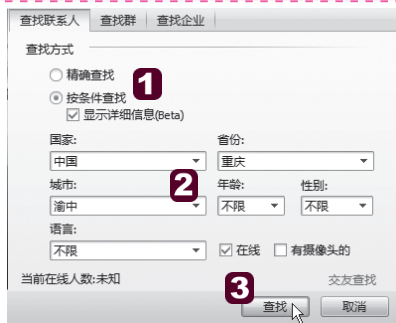 查找联系人 查找群 查找企业
查找方式
精确查找
1
按条件查找
显示详细信息(Beta)
国家: 省份:
中国 重庆
城市: 年龄: 性别:
渝中 2 不限 不限
语言:
不限 在线 有摄像头的
当前在线人数:未知 3 交友查找
查找 取消